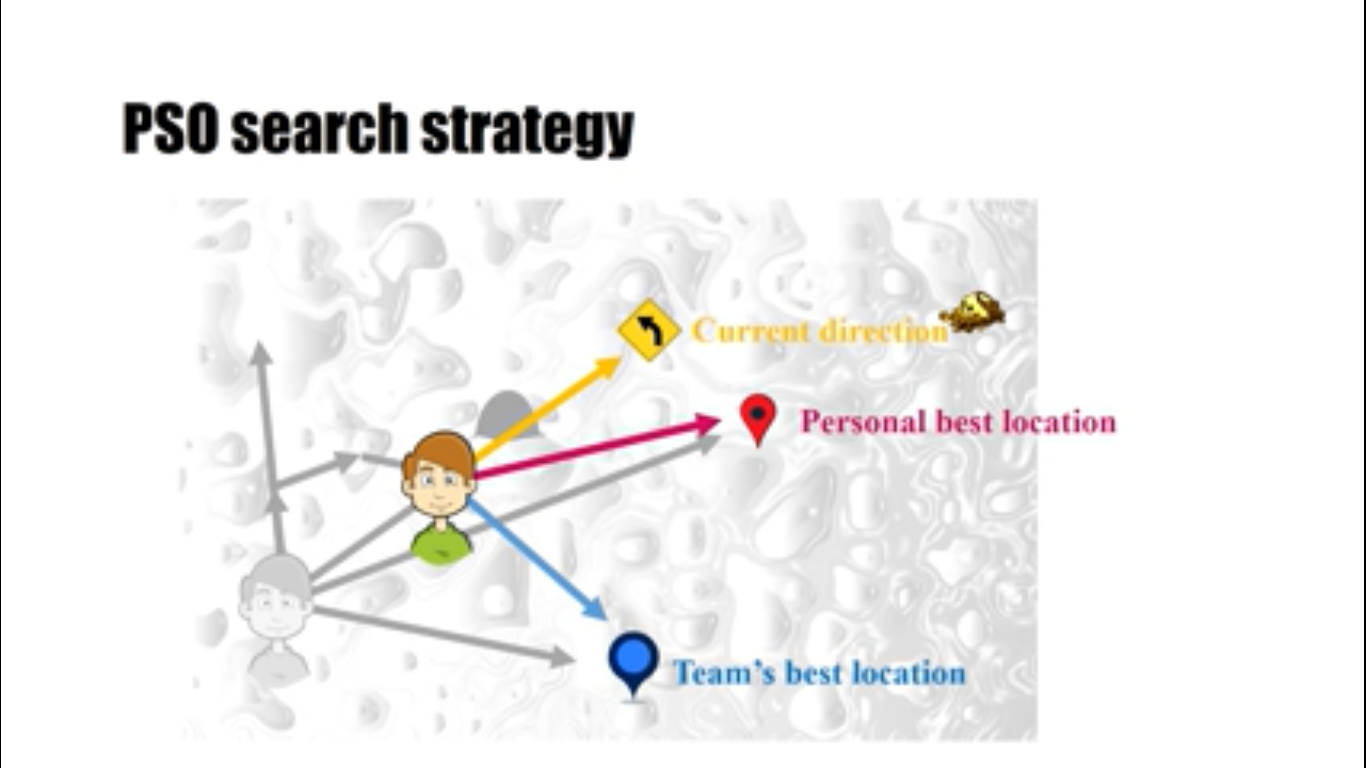 PSO search strategy
Current direction
Personal best location
Team's best location